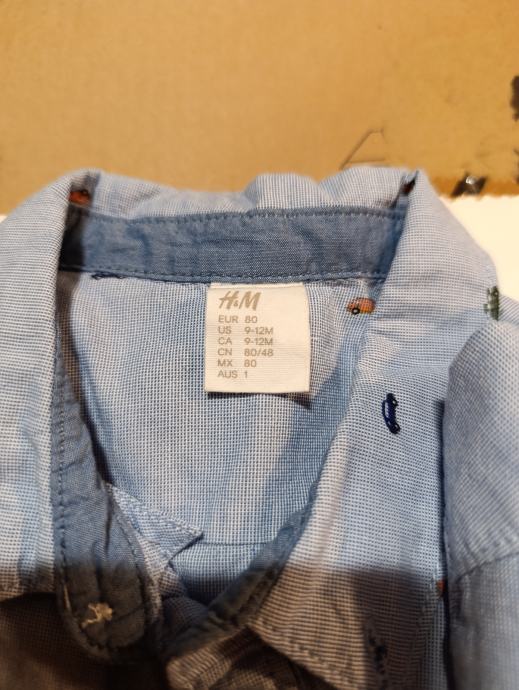 H&M
EUR 80
US 9-12M
CA 9-12M
CN 80/48
MX 80
AUS 1